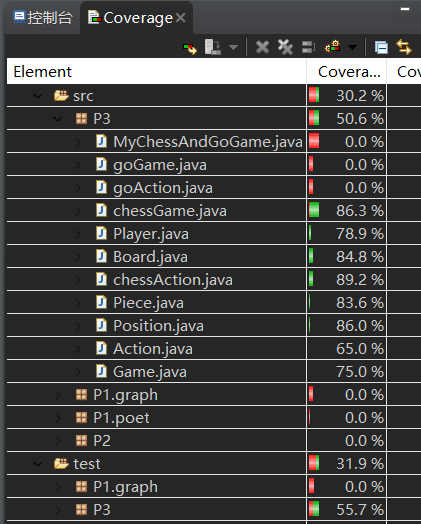 控制台 Coverage
Element Covera... Cov
src 30.2 %
P3 50.6 %
MyChessAndGoGame.java 0.0 %
goGame.java 0.0 %
goAction.java 0.0 %
chessGame.java 86.3 %
Player.java 78.9 %
Board.java 84.8 %
chessAction.java 89.2 %
Piece.java 83.6 %
Position.java 86.0 %
Action.java 65.0 %
Game.java 75.0 %
P1.graph 0.0 %
P1.poet 0.0 %
P2 0.0 %
test 31.9 %
P1.graph 0.0 %
P3 55.7 %